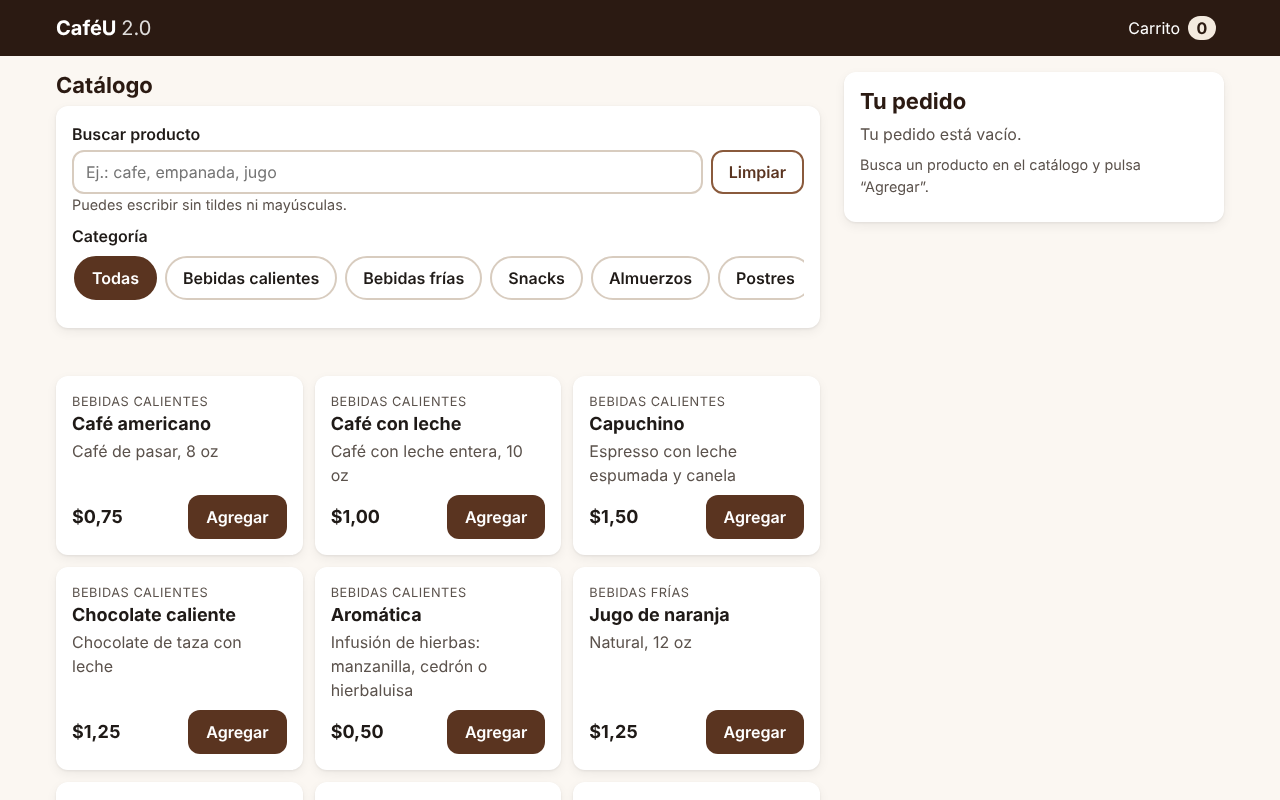 CaféU 2.0
Carrito 0
Catálogo
Buscar producto
Ej.: cafe, empanada, jugo
Limpiar
Puedes escribir sin tildes ni mayúsculas.
Categoría
Todas
Bebidas calientes
Bebidas frías
Snacks
Almuerzos
Postres
Tu pedido
Tu pedido está vacío.
Busca un producto en el catálogo y pulsa
“Agregar”.
BEBIDAS CALIENTES
Café americano
Café de pasar, 8 oz
$0,75
Agregar
BEBIDAS CALIENTES
Café con leche
Café con leche entera, 10
oz
$1,00
Agregar
BEBIDAS CALIENTES
Capuchino
Espresso con leche
espumada y canela
$1,50
Agregar
BEBIDAS CALIENTES
Chocolate caliente
Chocolate de taza con
leche
$1,25
Agregar
BEBIDAS CALIENTES
Aromática
Infusión de hierbas:
manzanilla, cedrón o
hierbaluisa
$0,50
Agregar
BEBIDAS FRÍAS
Jugo de naranja
Natural, 12 oz
$1,25
Agregar